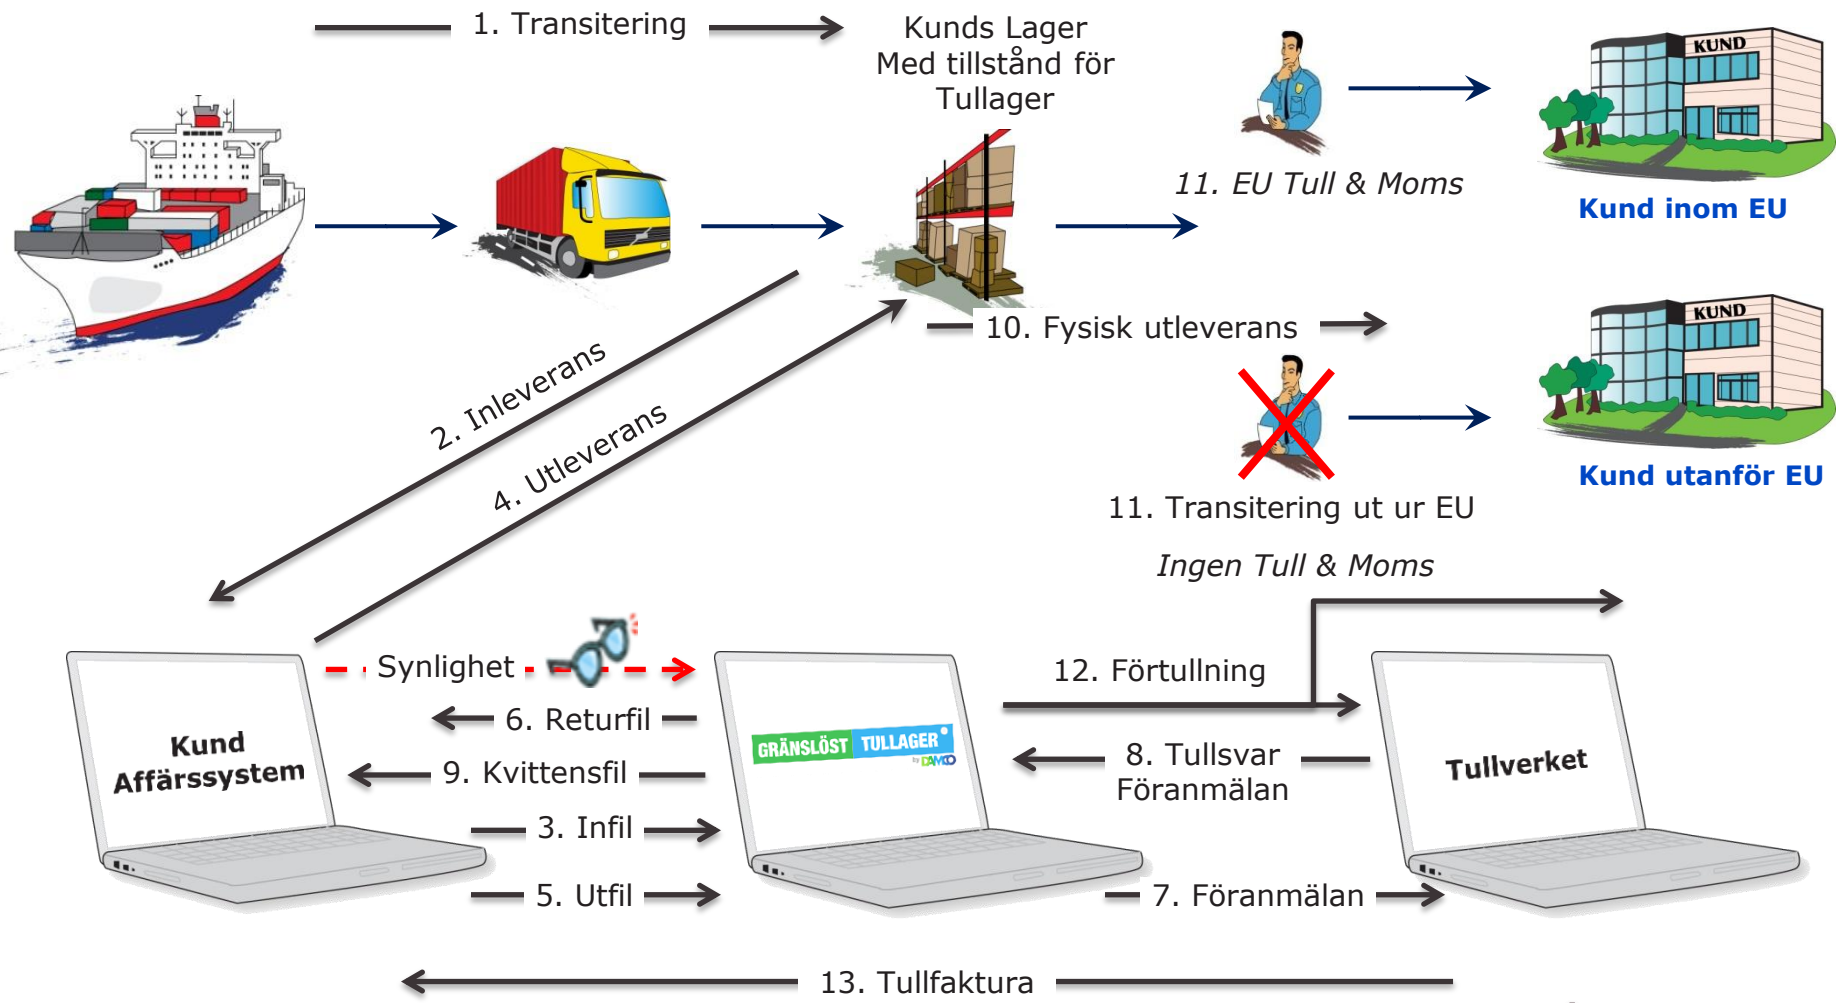 1. Transitering
Kunds Lager
Med tillstånd för
Tullager
KUND
11. EU Tull & Moms
Kund inom EU
10. Fysisk utleverans
KUND
2. Inleverans
4. Utleverans
11. Transitering ut ur EU
Kund utanför EU
Ingen Tull & Moms
Synlighet
12. Förtullning
6. Returfil
Kund
Affärssystem
GRÄNSLÖST TULLAGER
by DAMCO
9. Kvittensfil
8. Tullsvar
Föranmälan
Tullverket
3. Infil
5. Utfil
7. Föranmälan
13. Tullfaktura